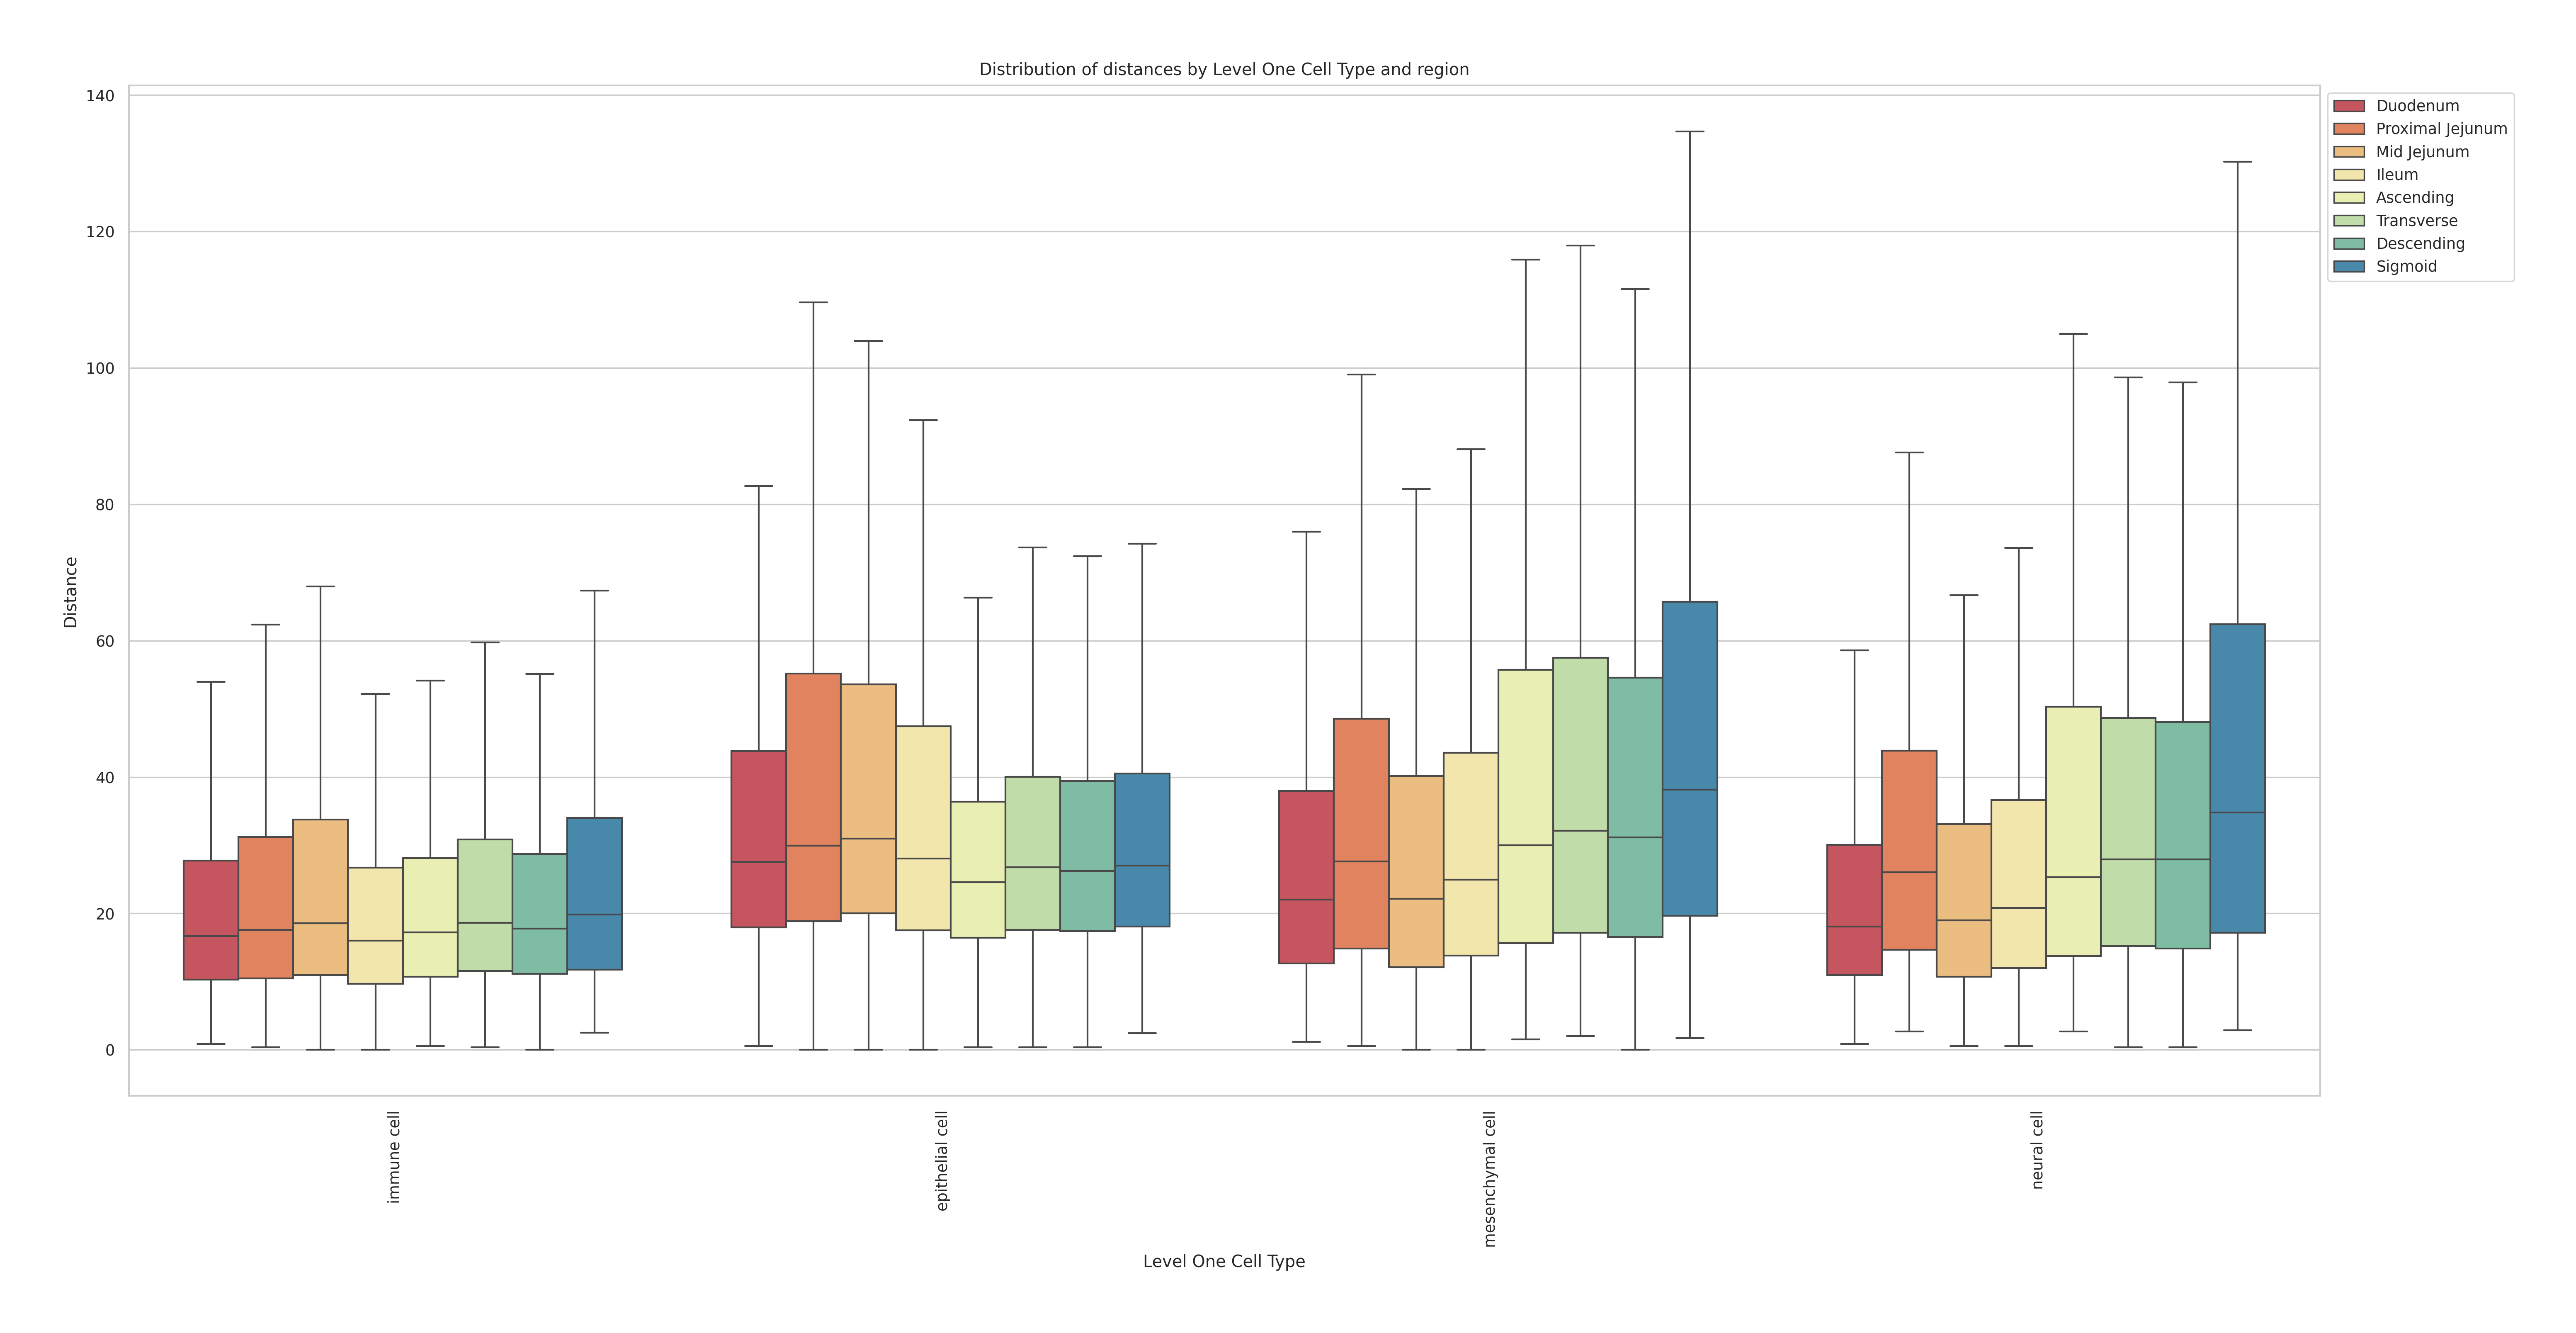 Distribution of distances by Level One Cell Type and region
140
120
100
80
60
40
20
0
Distance
Duodenum
Proximal Jejunum
Mid Jejunum
Ileum
Ascending
Transverse
Descending
Sigmoid
immune cell
epithelial cell
mesenchymal cell
neural cell
Level One Cell Type